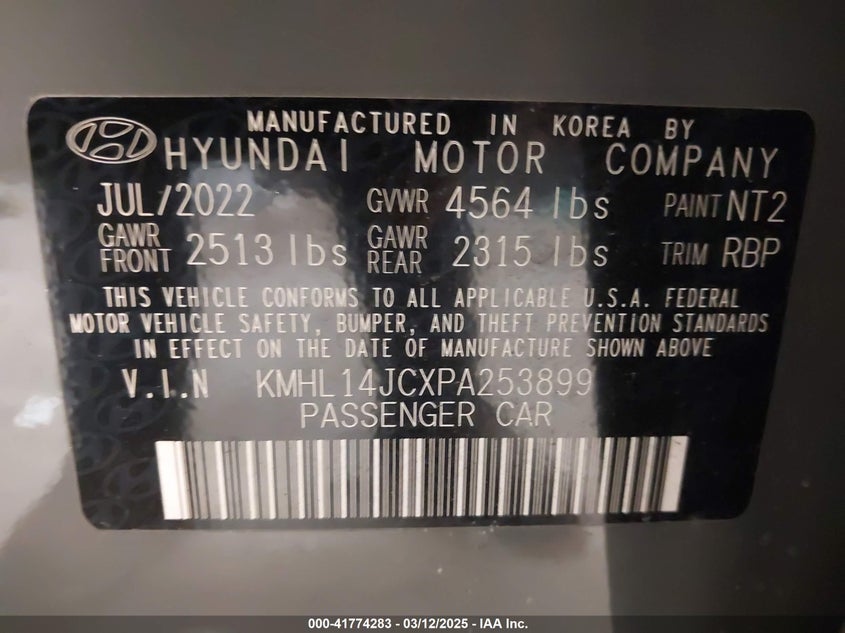 MANUFACTURED IN KOREA BY
HYUNDAI MOTOR COMPANY
JUL/2022 GVWR 4564 lbs PAINT NT2
GAWR FRONT 2513 lbs GAWR REAR 2315 lbs TRIM RBP
THIS VEHICLE CONFORMS TO ALL APPLICABLE U.S.A. FEDERAL
MOTOR VEHICLE SAFETY, BUMPER, AND THEFT PREVENTION STANDARDS
IN EFFECT ON THE DATE OF MANUFACTURE SHOWN ABOVE
V.I.N KMHL14JCXPA253899
PASSENGER CAR
000-41774283 - 03/12/2025 - IAA Inc.